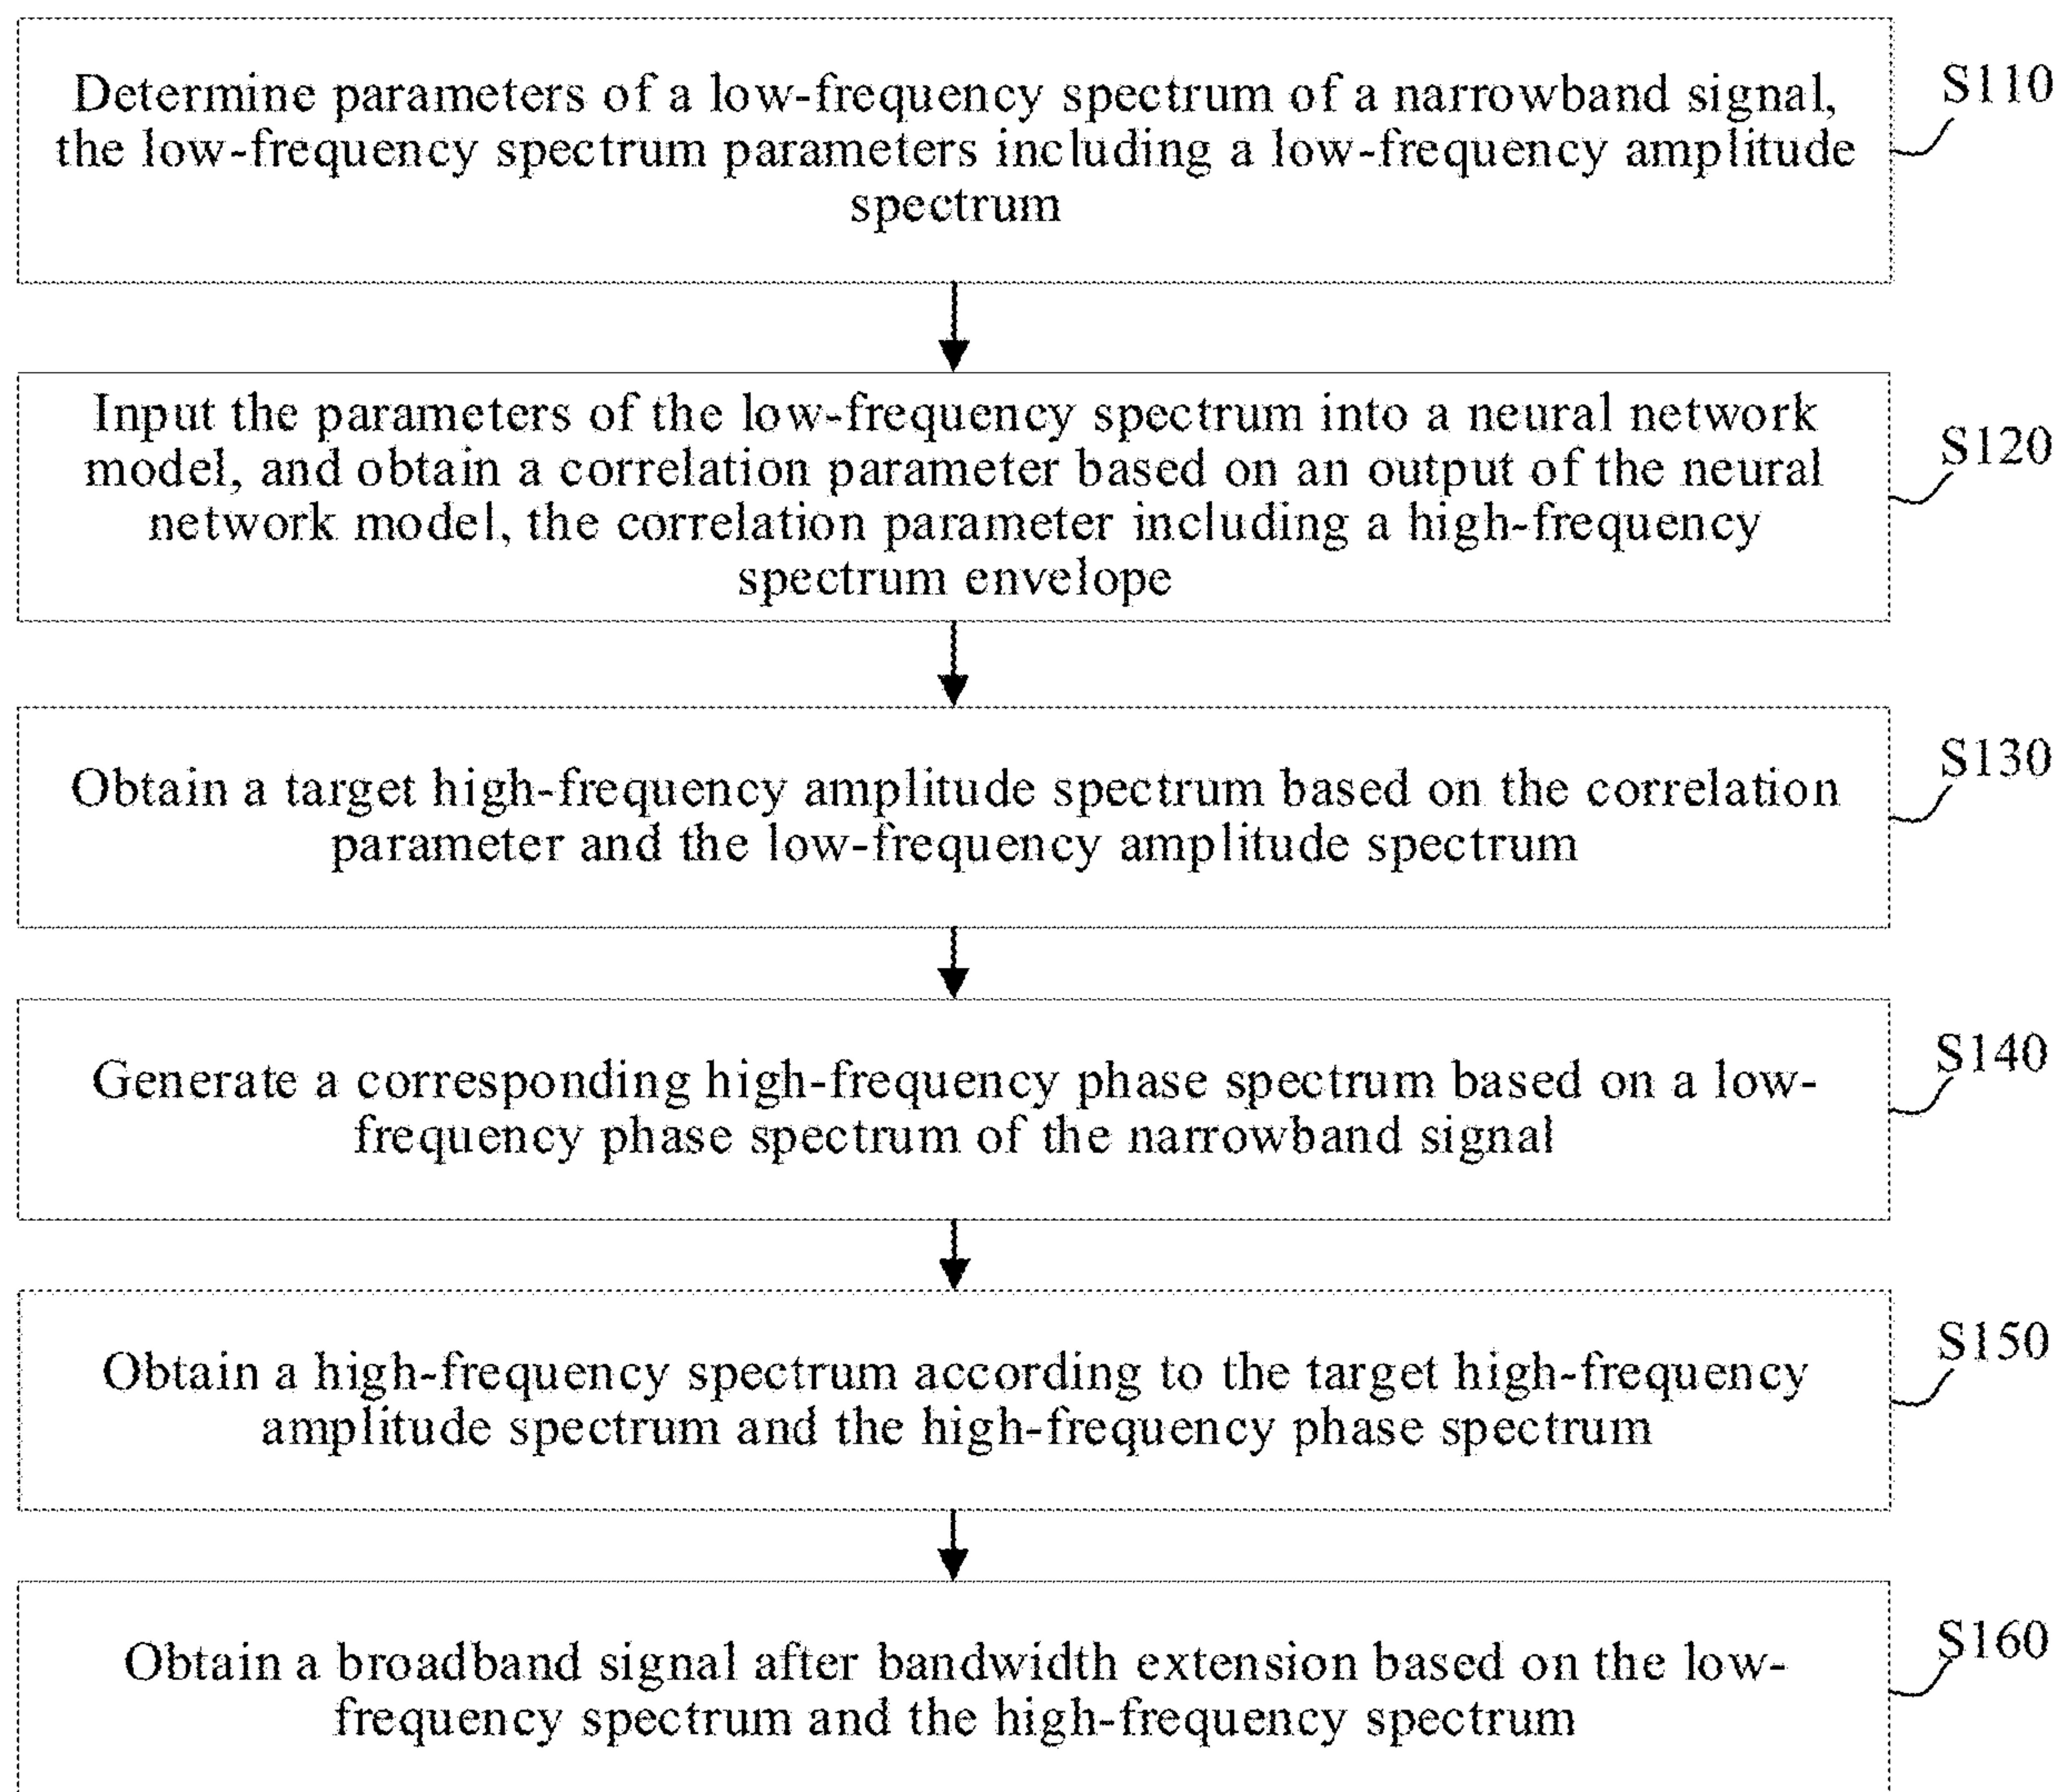 Determine parameters of a low-frequency spectrum of a narrowband signal,
the low-frequency spectrum parameters including a low-frequency amplitude
spectrum
S110
Input the parameters of the low-frequency spectrum into a neural network
model, and obtain a correlation parameter based on an output of the neural
network model, the correlation parameter including a high-frequency
spectrum envelope
S120
Obtain a target high-frequency amplitude spectrum based on the correlation
parameter and the low-frequency amplitude spectrum
S130
Generate a corresponding high-frequency phase spectrum based on a low-
frequency phase spectrum of the narrowband signal
S140
Obtain a high-frequency spectrum according to the target high-frequency
amplitude spectrum and the high-frequency phase spectrum
S150
Obtain a broadband signal after bandwidth extension based on the low-
frequency spectrum and the high-frequency spectrum
S160